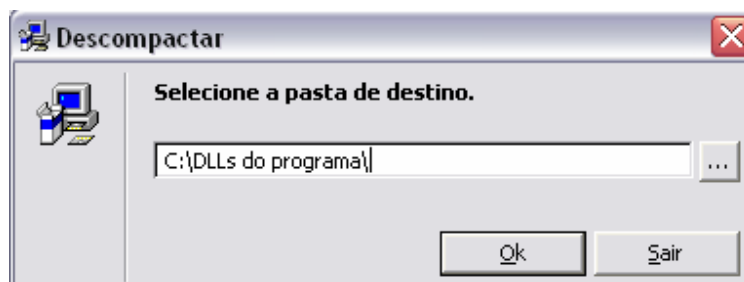 Descompactar
Selecione a pasta de destino.
C:\DLLs do programa\
...
Ok
Sair